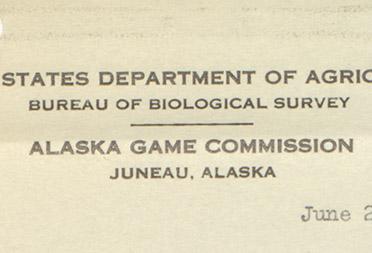 STATES DEPARTMENT OF AGRIC
BUREAU OF BIOLOGICAL SURVEY
ALASKA GAME COMMISSION
JUNEAU, ALASKA
June 2